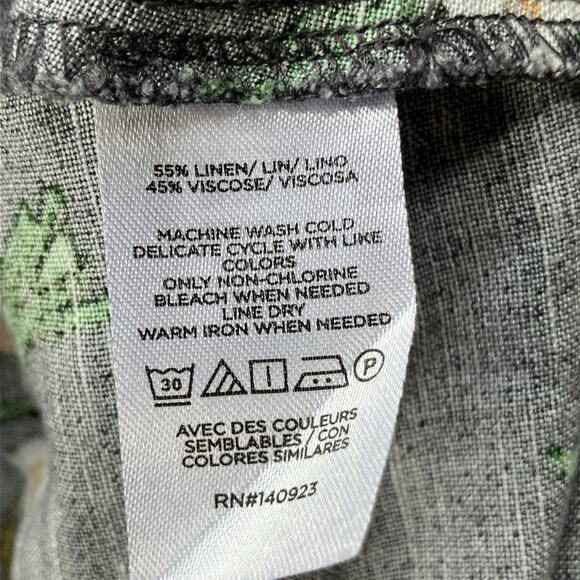 55% LINEN/ LIN/ LINO
45% VISCOSE/ VISCOSA
MACHINE WASH COLD
DELICATE CYCLE WITH LIKE
COLORS
ONLY NON-CHLORINE
BLEACH WHEN NEEDED
LINE DRY
WARM IRON WHEN NEEDED
30 P
AVEC DES COULEURS
SEMBLABLES / CON
COLORES SIMILARES
RN#140923